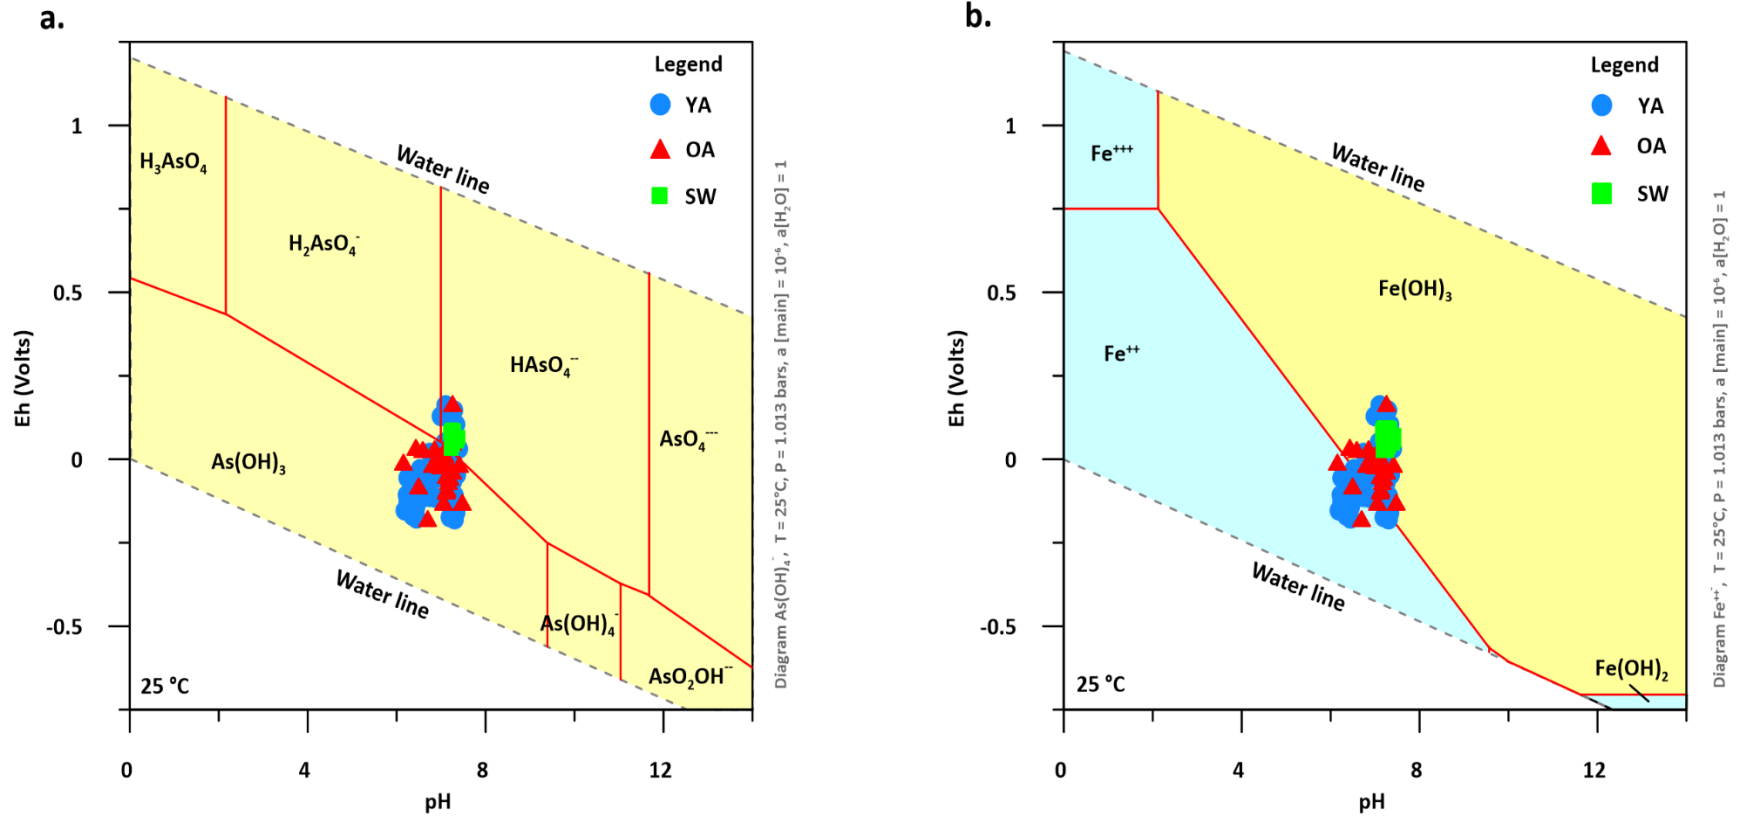 a.
Legend
YA
OA
SW
Water line
H₃AsO₄
H₂AsO₄⁻
HAsO₄⁻⁻
AsO₄⁻⁻⁻
As(OH)₃
Water line
As(OH)₄⁻
AsO₂OH⁻⁻
25 °C
1
0.5
0
-0.5
Eh (Volts)
0 4 8 12
pH
Diagram As(OH)₄⁻, T = 25°C, P = 1.013 bars, a [main] = 10⁻⁶, a[H₂O] = 1
b.
Legend
YA
OA
SW
Water line
Fe⁺⁺⁺
Fe(OH)₃
Fe⁺⁺
Water line
Fe(OH)₂
25 °C
1
0.5
0
-0.5
Eh (Volts)
0 4 8 12
pH
Diagram Fe⁺⁺, T = 25°C, P = 1.013 bars, a [main] = 10⁻⁶, a[H₂O] = 1